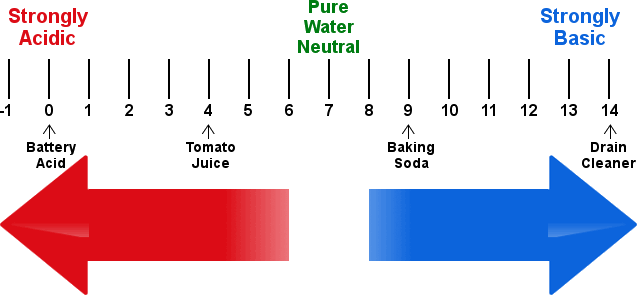 Strongly
Acidic
Pure
Water
Neutral
Strongly
Basic
-1 0 1 2 3 4 5 6 7 8 9 10 11 12 13 14
Battery
Acid
Tomato
Juice
Baking
Soda
Drain
Cleaner